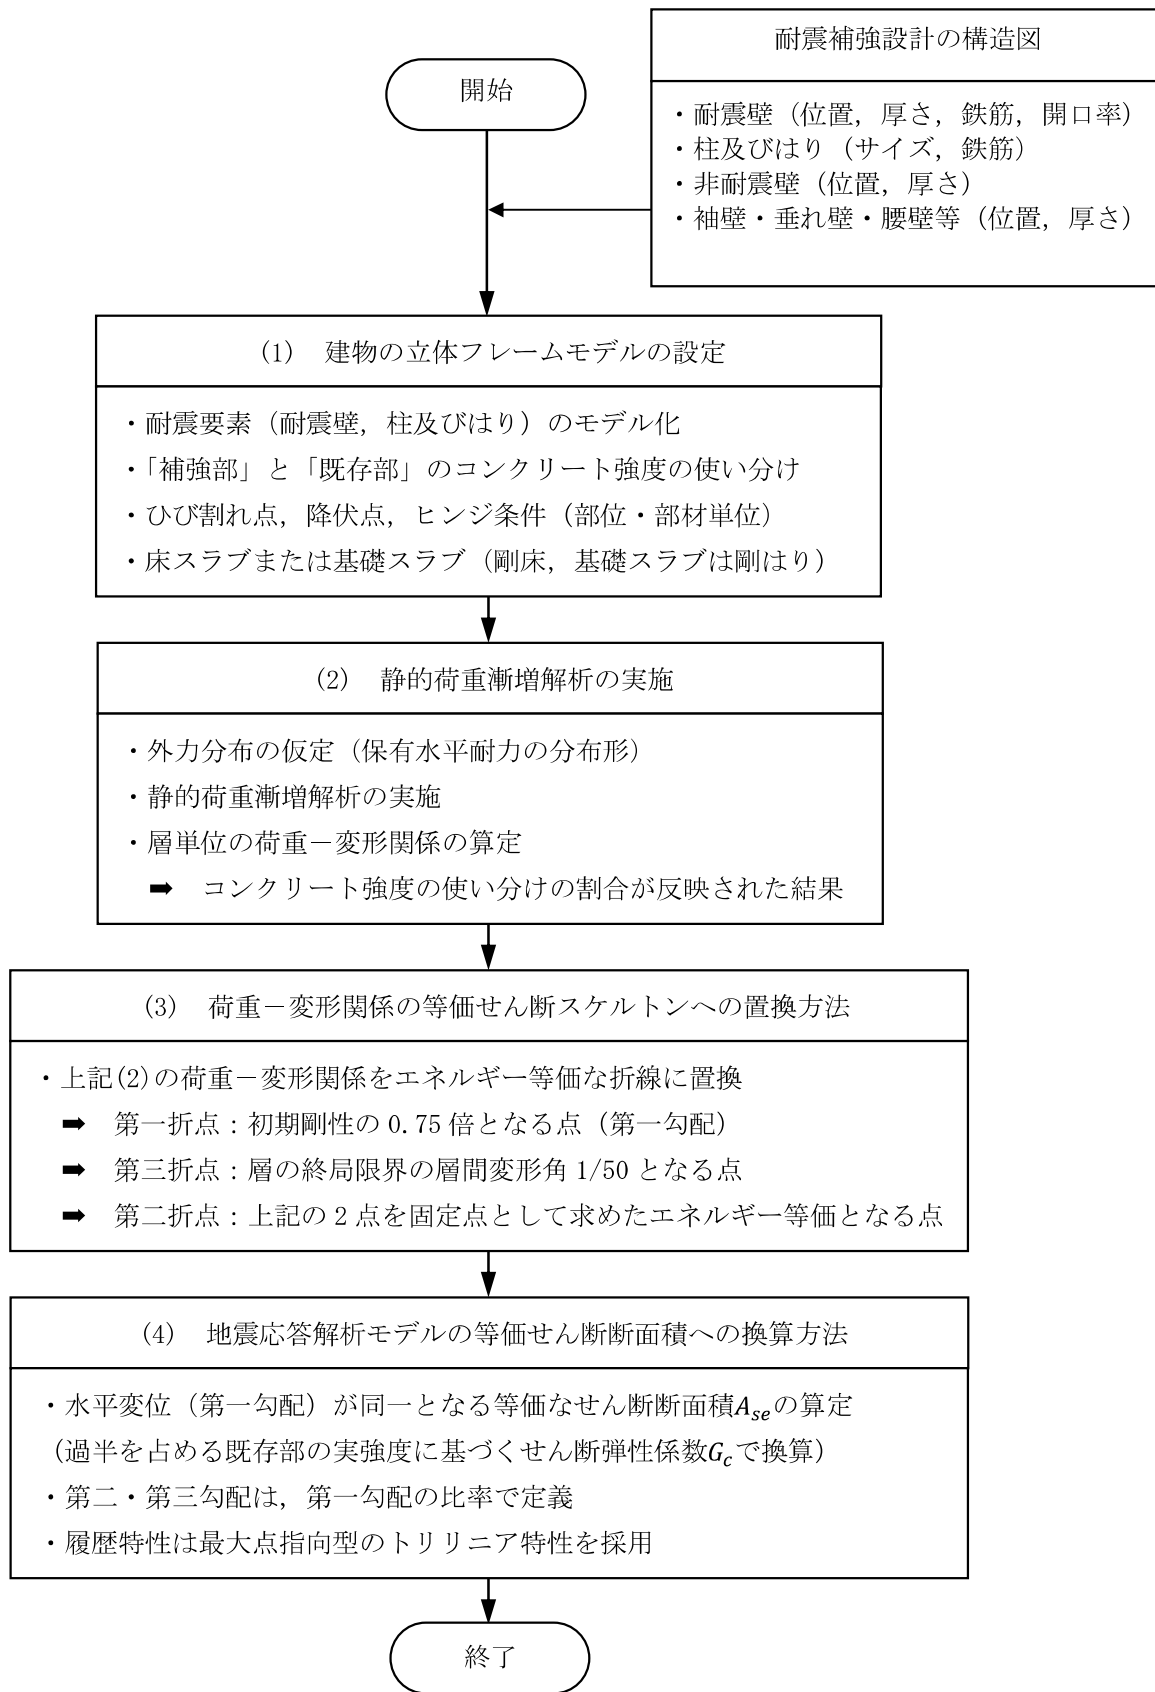 耐震補強設計の構造図
・耐震壁（位置，厚さ，鉄筋，開口率）
・柱及びはり（サイズ，鉄筋）
・非耐震壁（位置，厚さ）
・袖壁・垂れ壁・腰壁等（位置，厚さ）
開始
(1)　建物の立体フレームモデルの設定
・耐震要素（耐震壁，柱及びはり）のモデル化
・「補強部」と「既存部」のコンクリート強度の使い分け
・ひび割れ点，降伏点，ヒンジ条件（部位・部材単位）
・床スラブまたは基礎スラブ（剛床，基礎スラブは剛はり）
(2)　静的荷重漸増解析の実施
・外力分布の仮定（保有水平耐力の分布形）
・静的荷重漸増解析の実施
・層単位の荷重－変形関係の算定
➡　コンクリート強度の使い分けの割合が反映された結果
(3)　荷重－変形関係の等価せん断スケルトンへの置換方法
・上記(2)の荷重－変形関係をエネルギー等価な折線に置換
➡　第一折点：初期剛性の 0.75 倍となる点（第一勾配）
➡　第三折点：層の終局限界の層間変形角 1/50 となる点
➡　第二折点：上記の 2 点を固定点として求めたエネルギー等価となる点
(4)　地震応答解析モデルの等価せん断断面積への換算方法
・水平変位（第一勾配）が同一となる等価なせん断断面積Aseの算定
（過半を占める既存部の実強度に基づくせん断弾性係数Gcで換算）
・第二・第三勾配は，第一勾配の比率で定義
・履歴特性は最大点指向型のトリリニア特性を採用
終了